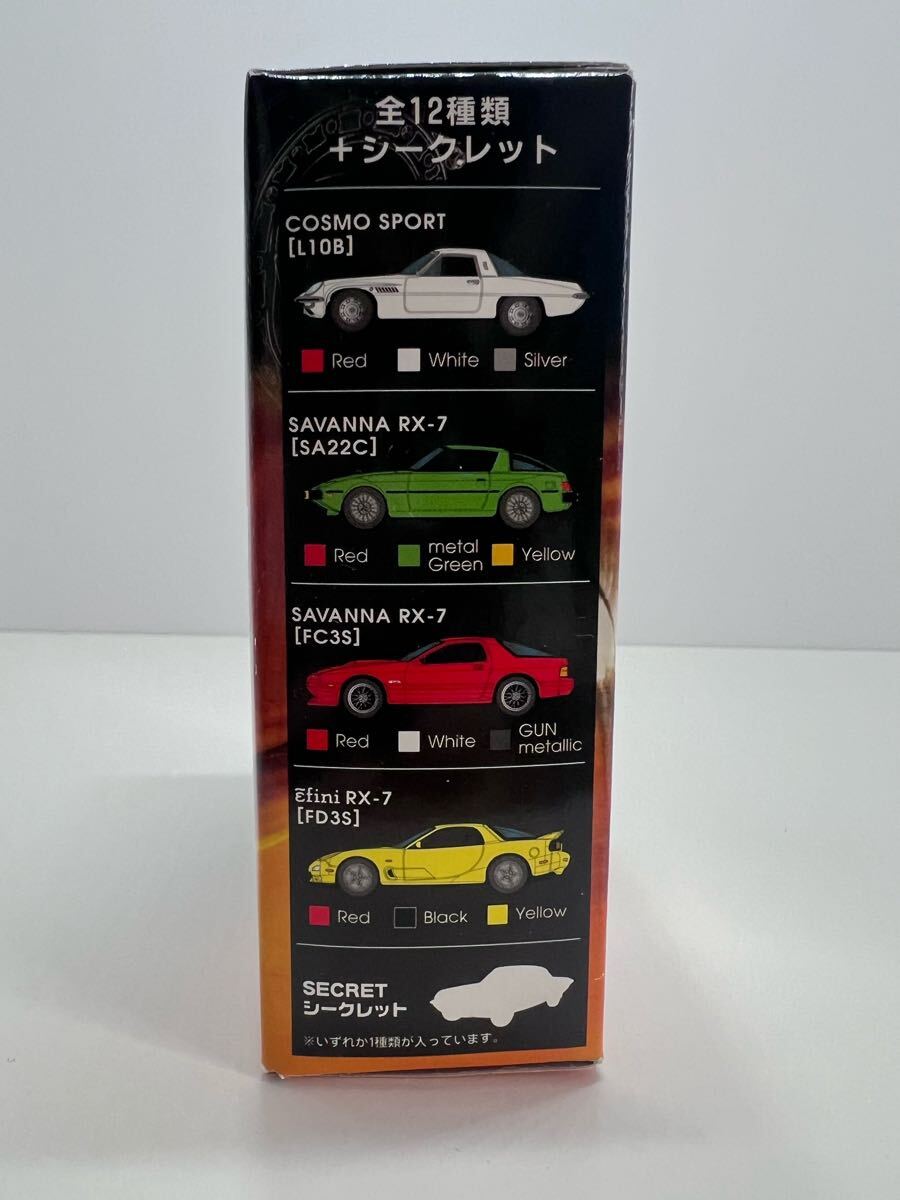 全12種類
+シークレット
COSMO SPORT
[L10B]
Red White Silver
SAVANNA RX-7
[SA22C]
Red metal Green Yellow
SAVANNA RX-7
[FC3S]
Red White GUN metallic
ε̃fini RX-7
[FD3S]
Red Black Yellow
SECRET
シークレット
※いずれか1種類が入っています。